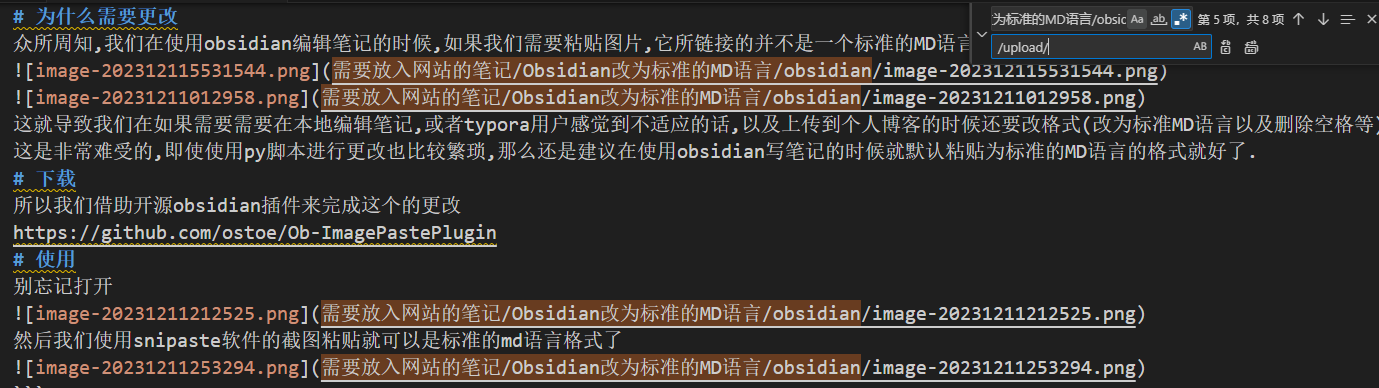 # 为什么需要更改
为标准的MD语言/obsic Aa ab .* 第 5 项, 共 8 项
众所周知,我们在使用obsidian编辑笔记的时候,如果我们需要粘贴图片,它所链接的并不是一个标准的MD语言
/upload/ AB
![image-202312115531544.png](需要放入网站的笔记/Obsidian改为标准的MD语言/obsidian/image-202312115531544.png)
![image-20231211012958.png](需要放入网站的笔记/Obsidian改为标准的MD语言/obsidian/image-20231211012958.png)
这就导致我们在如果需要需要在本地编辑笔记,或者typora用户感觉到不适应的话,以及上传到个人博客的时候还要改格式(改为标准MD语言以及删除空格等)
这是非常难受的,即使使用py脚本进行更改也比较繁琐,那么还是建议在使用obsidian写笔记的时候就默认粘贴为标准的MD语言的格式就好了.
# 下载
所以我们借助开源obsidian插件来完成这个的更改
https://github.com/ostoe/Ob-ImagePastePlugin
# 使用
别忘记打开
![image-20231211212525.png](需要放入网站的笔记/Obsidian改为标准的MD语言/obsidian/image-20231211212525.png)
然后我们使用snipaste软件的截图粘贴就可以是标准的md语言格式了
![image-20231211253294.png](需要放入网站的笔记/Obsidian改为标准的MD语言/obsidian/image-20231211253294.png)